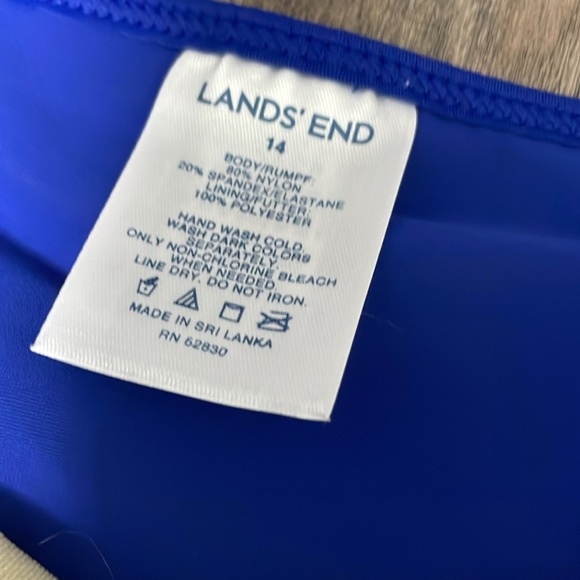 LANDS' END
14
BODY/RUMPF:
80% NYLON
20% SPANDEX/ELASTANE
LINING/FUTTER:
100% POLYESTER
HAND WASH COLD.
WASH DARK COLORS
SEPARATELY.
ONLY NON-CHLORINE BLEACH
WHEN NEEDED.
LINE DRY. DO NOT IRON.
MADE IN SRI LANKA
RN 62830